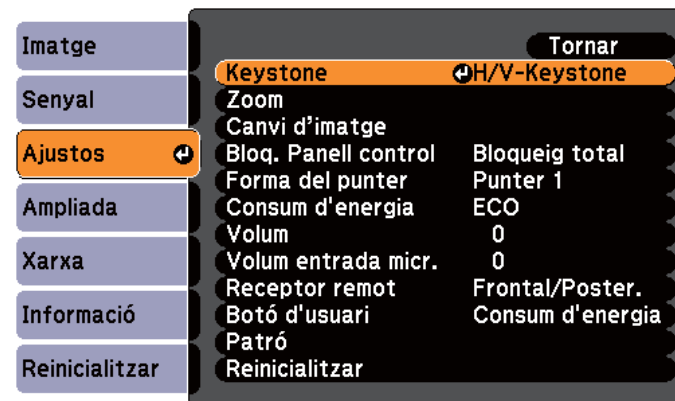 Imatge
Senyal
Ajustos
Ampliada
Xarxa
Informació
Reinicialitzar
Tornar
Keystone H/V-Keystone
Zoom
Canvi d'imatge
Bloq. Panell control Bloqueig total
Forma del punter Punter 1
Consum d'energia ECO
Volum 0
Volum entrada micr. 0
Receptor remot Frontal/Poster.
Botó d'usuari Consum d'energia
Patró
Reinicialitzar